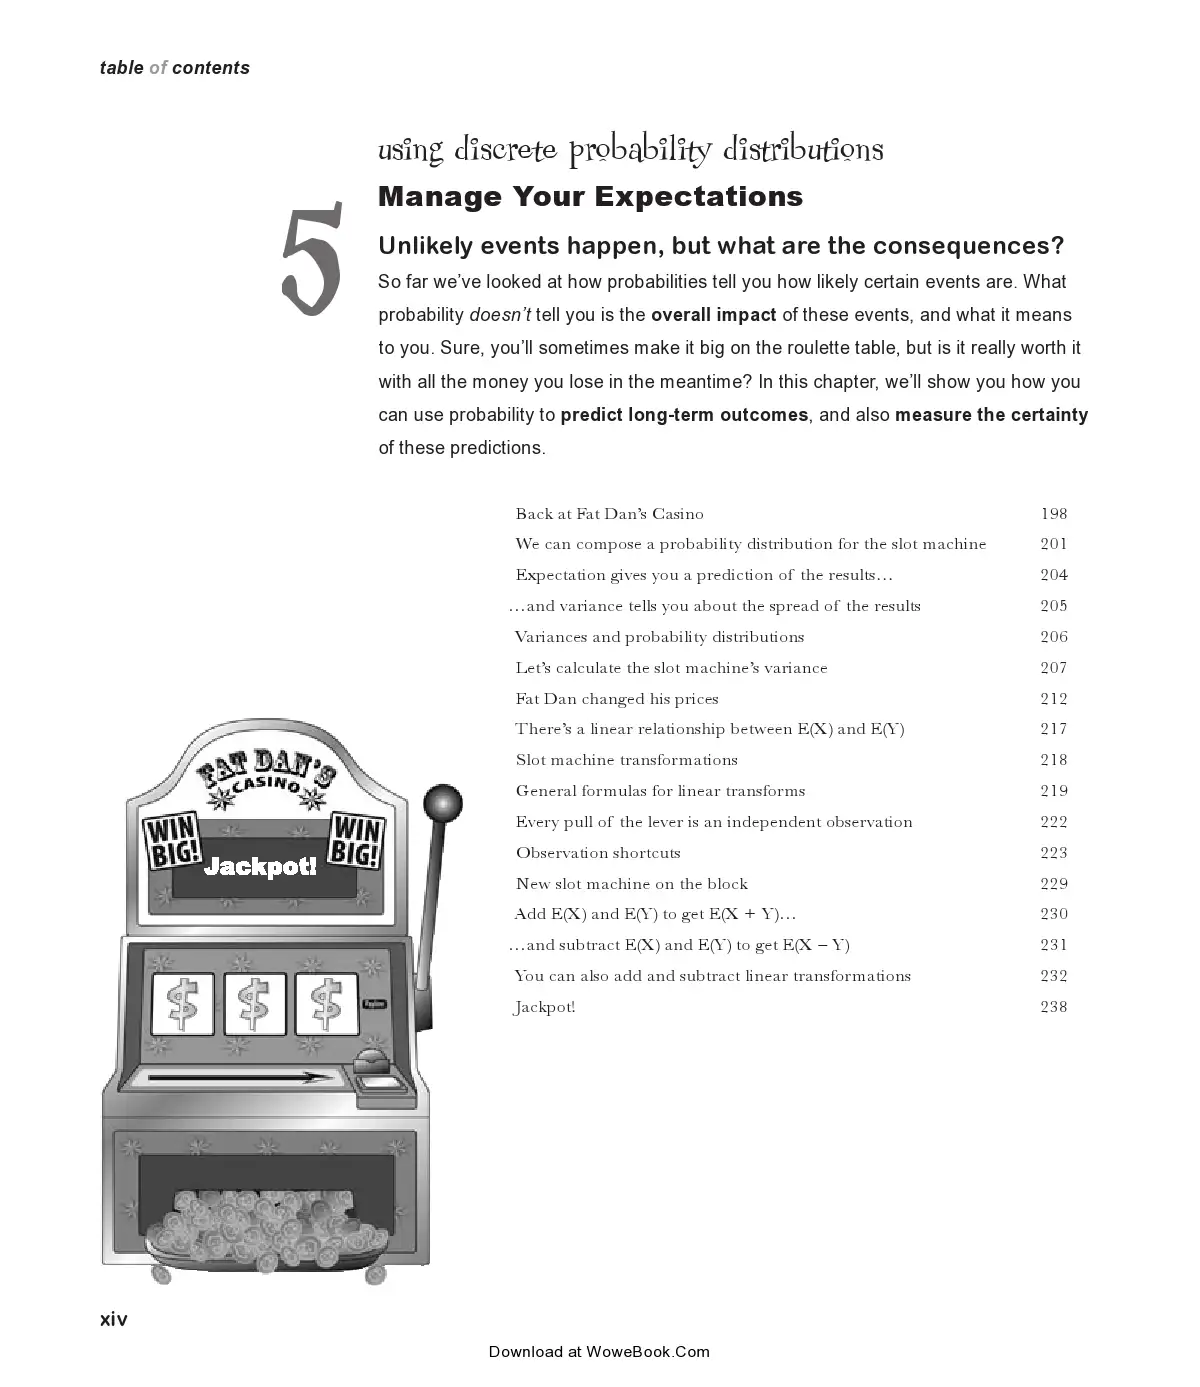 table of contents
using discrete probability distributions
5
Manage Your Expectations
Unlikely events happen, but what are the consequences?
So far we’ve looked at how probabilities tell you how likely certain events are. What
probability doesn’t tell you is the overall impact of these events, and what it means
to you. Sure, you’ll sometimes make it big on the roulette table, but is it really worth it
with all the money you lose in the meantime? In this chapter, we’ll show you how you
can use probability to predict long-term outcomes, and also measure the certainty
of these predictions.
Back at Fat Dan’s Casino 198
We can compose a probability distribution for the slot machine 201
Expectation gives you a prediction of the results… 204
…and variance tells you about the spread of the results 205
Variances and probability distributions 206
Let’s calculate the slot machine’s variance 207
Fat Dan changed his prices 212
There’s a linear relationship between E(X) and E(Y) 217
Slot machine transformations 218
General formulas for linear transforms 219
Every pull of the lever is an independent observation 222
Observation shortcuts 223
New slot machine on the block 229
Add E(X) and E(Y) to get E(X + Y)… 230
…and subtract E(X) and E(Y) to get E(X – Y) 231
You can also add and subtract linear transformations 232
Jackpot! 238
FAT DAN'S
CASINO
WIN
BIG!
Jackpot!
WIN
BIG!
$ $ $
xiv
Download at WoweBook.Com